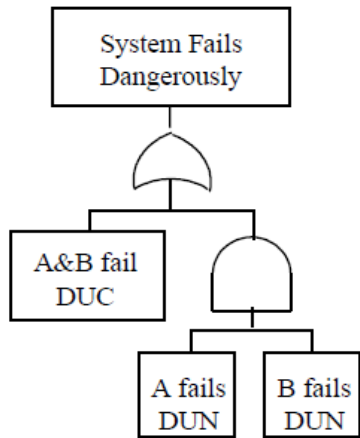 System Fails
Dangerously
A&B fail
DUC
A fails
DUN
B fails
DUN